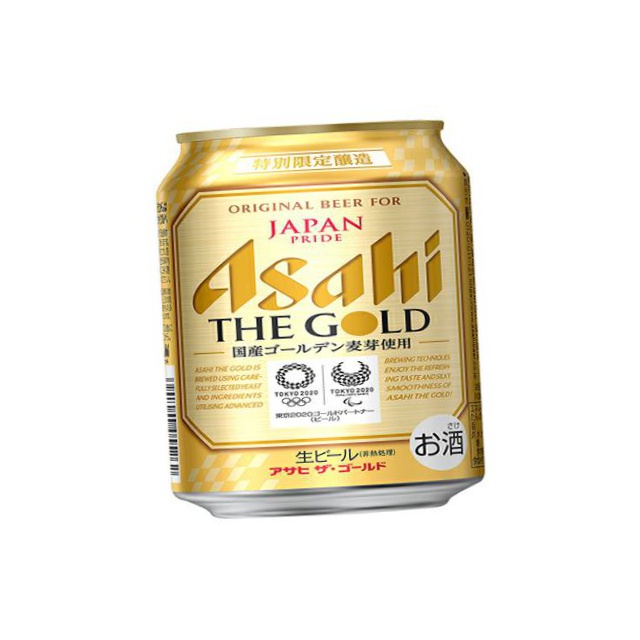 特別限定醸造
ORIGINAL BEER FOR
JAPAN
PRIDE
Asahi
THE GOLD
国産ゴールデン麦芽使用
ASAHI THE GOLD IS
BREWED USING CARE-
FULLY SELECTED YEAST
AND INGREDIENTS
UTILISING ADVANCED
BREWING TECHNIQUES
ENJOY THE REFRESH-
ING TASTE AND SILKY
SMOOTHNESS OF
ASAHI THE GOLD!
TOKYO 2020
TOKYO 2020
東京2020ゴールドパートナー
(ビール)
さけ
お酒
生ビール(非熱処理)
アサヒ ザ・ゴールド